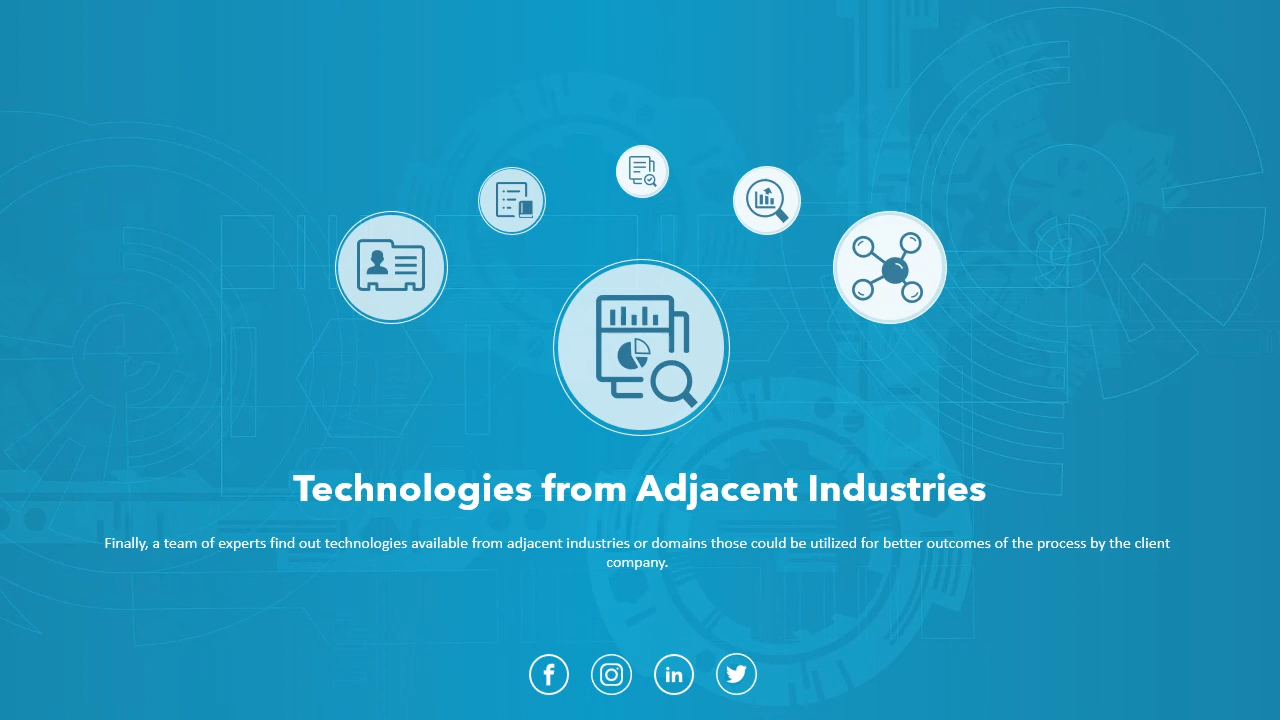 Technologies from Adjacent Industries
Finally, a team of experts find out technologies available from adjacent industries or domains those could be utilized for better outcomes of the process by the client
company.